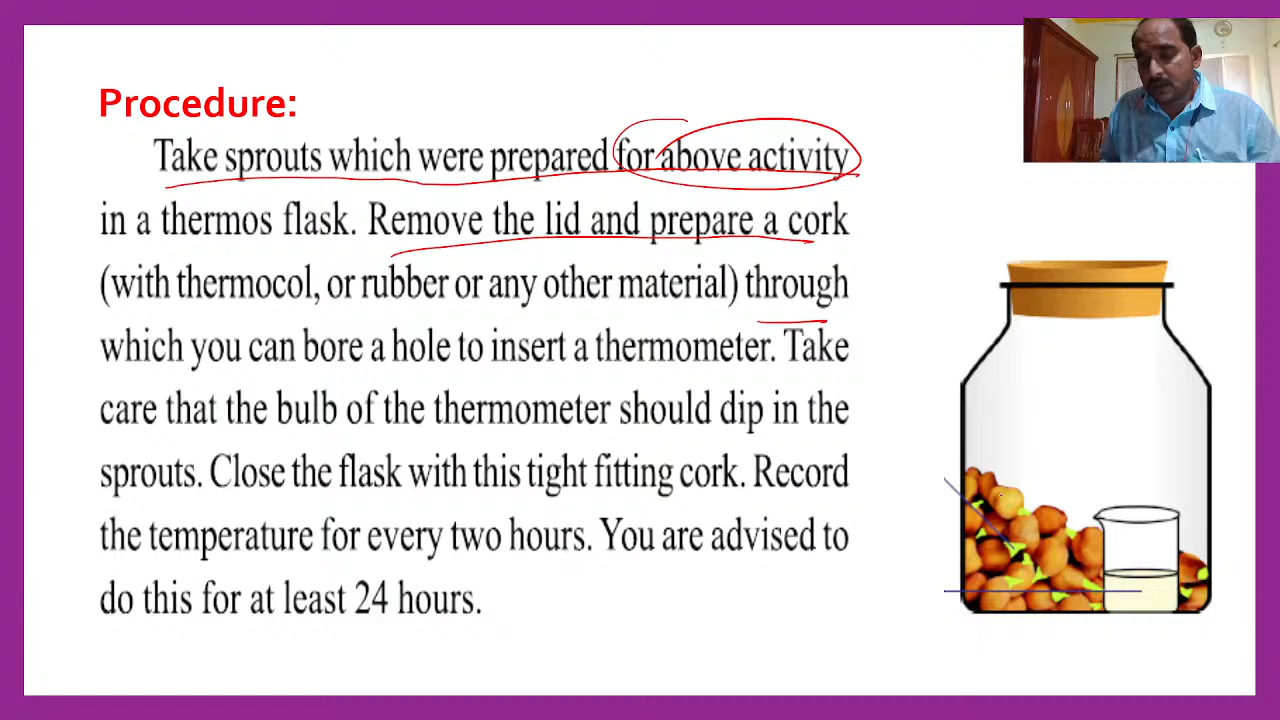 Procedure:
Take sprouts which were prepared for above activity
in a thermos flask. Remove the lid and prepare a cork
(with thermocol, or rubber or any other material) through
which you can bore a hole to insert a thermometer. Take
care that the bulb of the thermometer should dip in the
sprouts. Close the flask with this tight fitting cork. Record
the temperature for every two hours. You are advised to
do this for at least 24 hours.